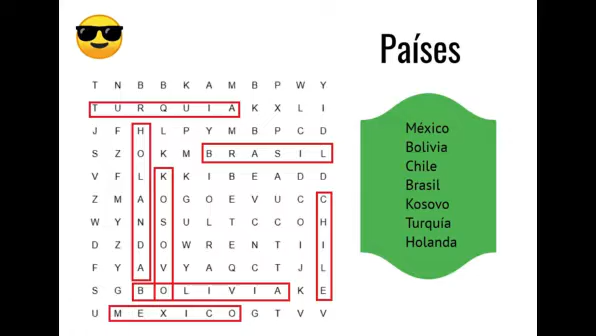 Países
T N B B K A M B P W Y
T U R Q U I A K X L I
J F H L P Y M B P C D
S Z O K M B R A S I L
V F L K K I B E A D D
Z M A O G O E V U C C
W Y N S U L T C C O H
D Z D O W R E N T I I
F Y A V Y A Q C T J L
S G B O L I V I A K E
U M E X I C O G T V V
México
Bolivia
Chile
Brasil
Kosovo
Turquía
Holanda